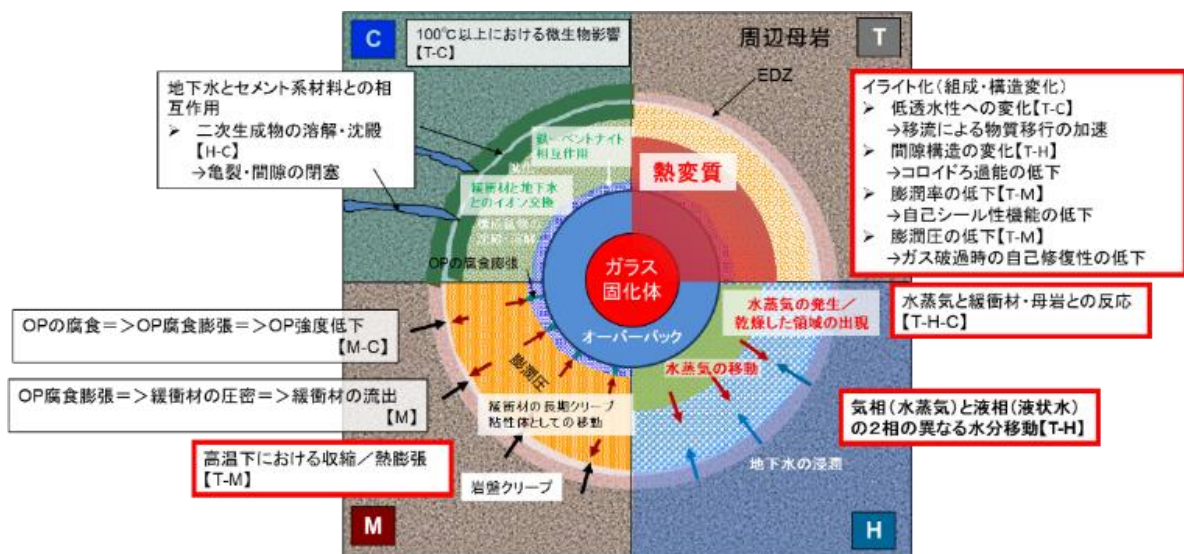 C
100℃以上における微生物影響
【T-C】
周辺母岩
T
EDZ
地下水とセメント系材料との相
互作用
➢ 二次生成物の溶解・沈殿
【H-C】
→亀裂・間隙の閉塞
鉄－ベントナイト
相互作用
緩衝材と地下水
とのイオン交換
OPの腐食膨張
熱変質
ガラス
固化体
オーバーパック
イライト化(組成・構造変化)
➢ 低透水性への変化【T-C】
→移流による物質移行の加速
➢ 間隙構造の変化【T-H】
→コロイドろ過能の低下
➢ 膨潤率の低下【T-M】
→自己シール性機能の低下
➢ 膨潤圧の低下【T-M】
→ガス破過時の自己修復性の低下
水蒸気の発生／
乾燥した領域の出現
水蒸気の移動
水蒸気と緩衝材・母岩との反応
【T-H-C】
気相(水蒸気)と液相(液状水)
の2相の異なる水分移動【T-H】
地下水の浸潤
OPの腐食=>OP腐食膨張=>OP強度低下
【M-C】
OP腐食膨張=>緩衝材の圧密=>緩衝材の流出
【M】
膨潤圧
緩衝材の長期クリープ
粘性体としての移動
高温下における収縮／熱膨張
【T-M】
岩盤クリープ
M
H